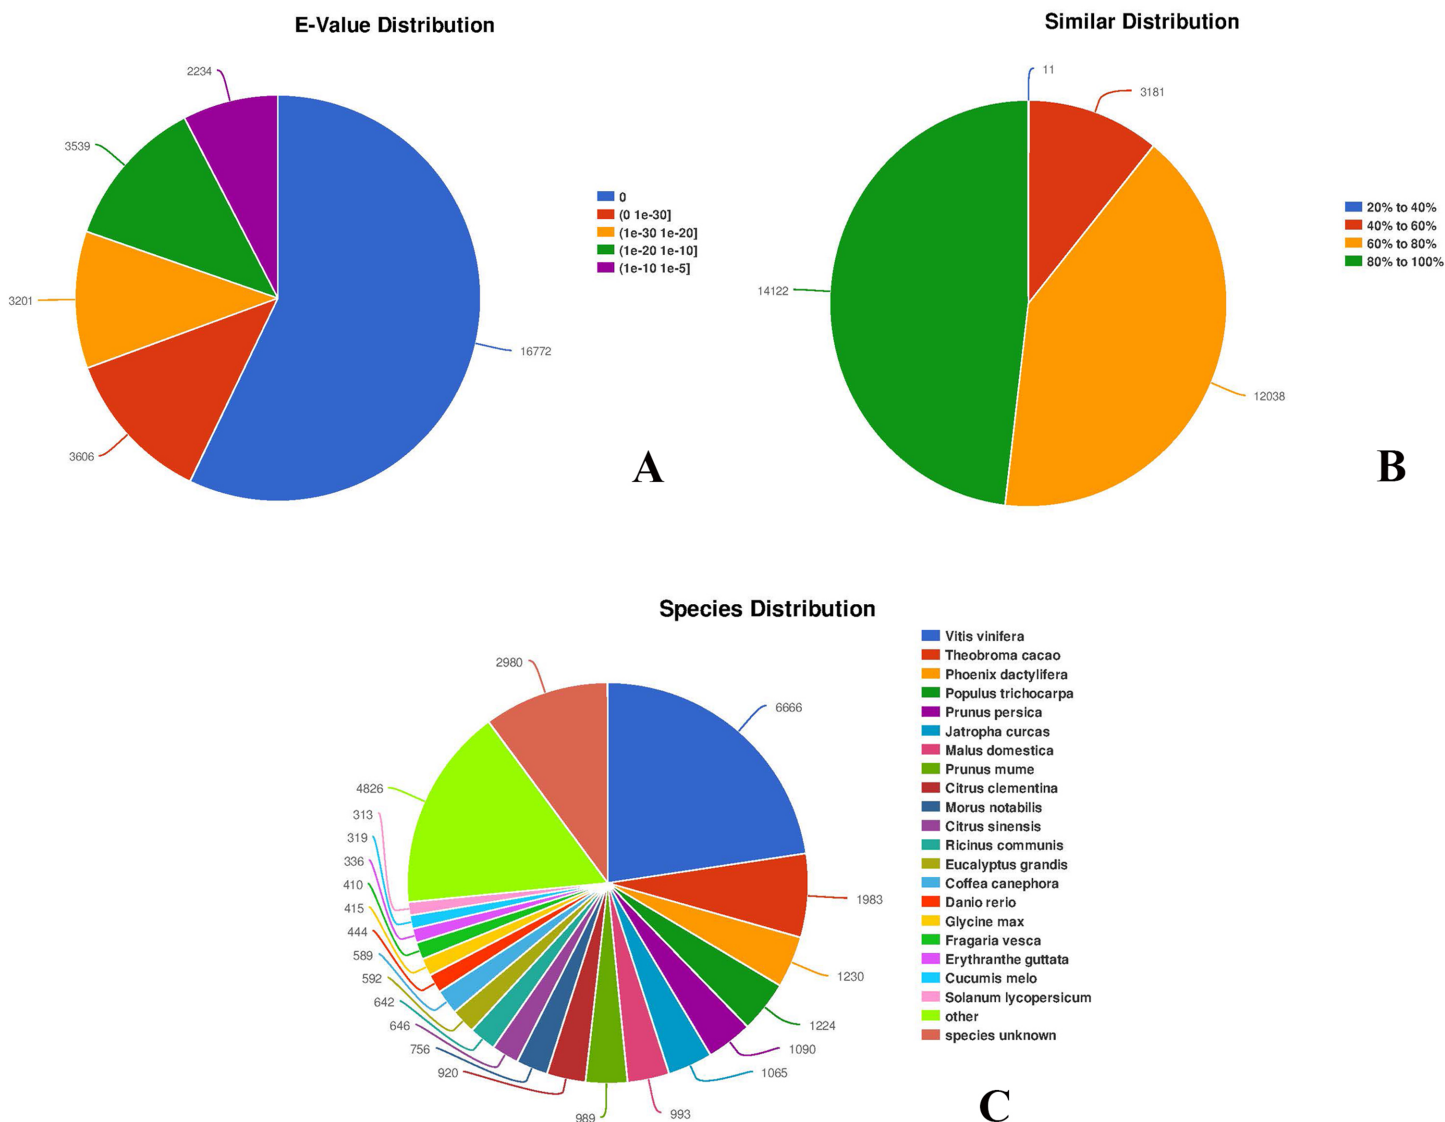 E-Value Distribution
2234
3539
3201
3606
16772
0
(0 1e-30]
(1e-30 1e-20]
(1e-20 1e-10]
(1e-10 1e-5]
A
Similar Distribution
11
3181
14122
12038
20% to 40%
40% to 60%
60% to 80%
80% to 100%
B
Species Distribution
2980
6666
4826
313
319
336
410
415
444
589
592
642
646
756
920
989
993
1065
1090
1224
1230
1983
Vitis vinifera
Theobroma cacao
Phoenix dactylifera
Populus trichocarpa
Prunus persica
Jatropha curcas
Malus domestica
Prunus mume
Citrus clementina
Morus notabilis
Citrus sinensis
Ricinus communis
Eucalyptus grandis
Coffea canephora
Danio rerio
Glycine max
Fragaria vesca
Erythranthe guttata
Cucumis melo
Solanum lycopersicum
other
species unknown
C